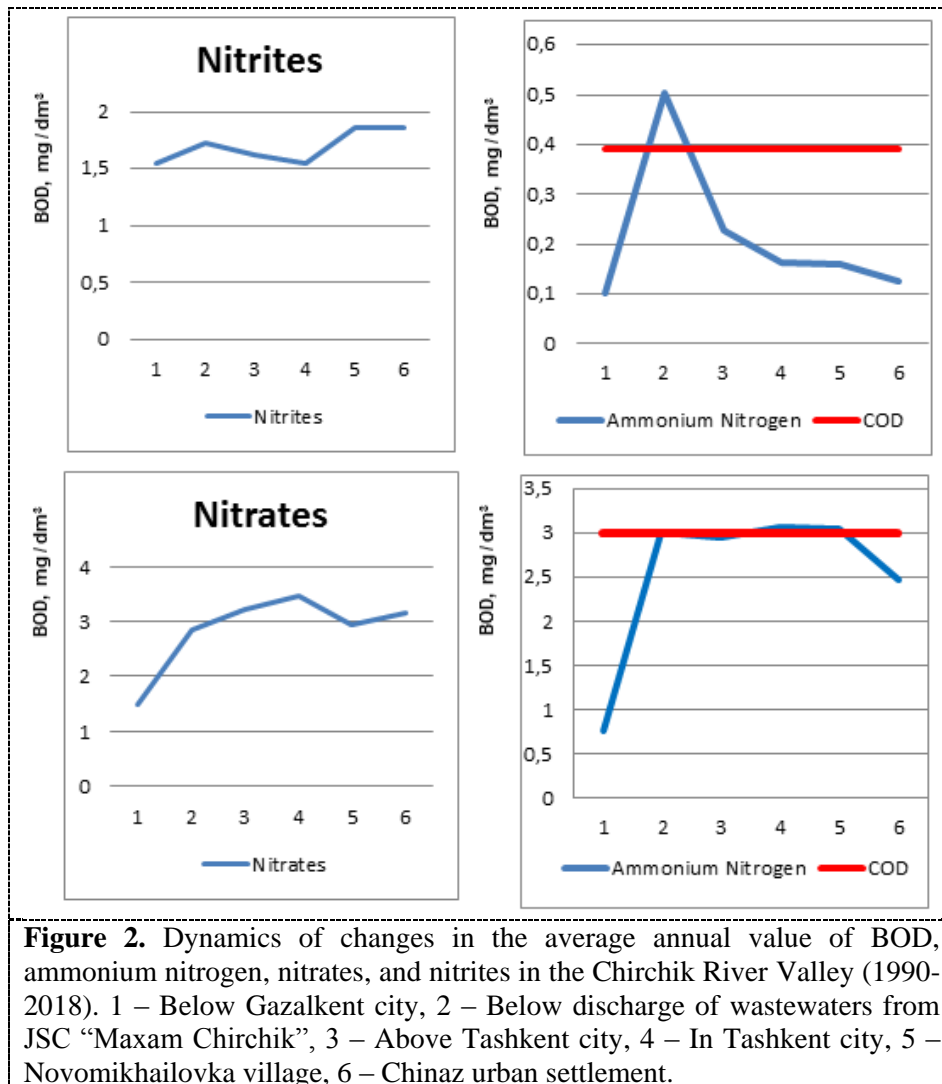 Nitrites
BOD, mg/dm³
2
1,5
1
0,5
0
1 2 3 4 5 6
Nitrites
BOD, mg/dm³
0,6
0,5
0,4
0,3
0,2
0,1
0
1 2 3 4 5 6
Ammonium Nitrogen COD
Nitrates
BOD, mg/dm³
4
3
2
1
0
1 2 3 4 5 6
Nitrates
BOD, mg/dm³
3,5
3
2,5
2
1,5
1
0,5
0
1 2 3 4 5 6
Ammonium Nitrogen COD
Figure 2. Dynamics of changes in the average annual value of BOD,
ammonium nitrogen, nitrates, and nitrites in the Chirchik River Valley (1990-
2018). 1 – Below Gazalkent city, 2 – Below discharge of wastewaters from
JSC “Maxam Chirchik”, 3 – Above Tashkent city, 4 – In Tashkent city, 5 –
Novomikhailovka village, 6 – Chinaz urban settlement.